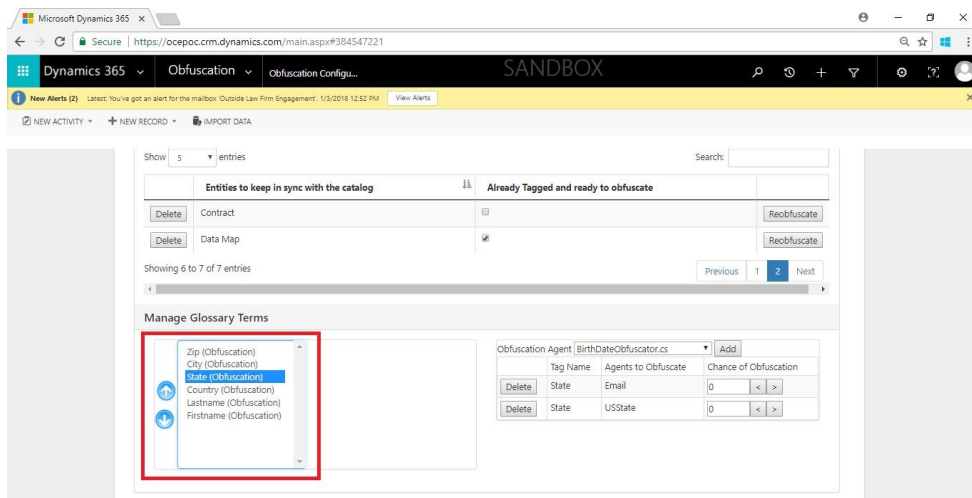 Microsoft Dynamics 365
Secure https://ocepoc.crm.dynamics.com/main.aspx#384547221
Dynamics 365 Obfuscation Obfuscation Configu... SANDBOX
New Alerts (2) Latest: You've got an alert for the mailbox 'Outside Law Firm Engagement'. 1/3/2018 12:52 PM View Alerts
NEW ACTIVITY NEW RECORD IMPORT DATA
Show 5 entries Search:
Entities to keep in sync with the catalog Already Tagged and ready to obfuscate
Delete Contract Reobfuscate
Delete Data Map Reobfuscate
Showing 6 to 7 of 7 entries Previous 1 2 Next
Manage Glossary Terms
Zip (Obfuscation)
City (Obfuscation)
State (Obfuscation)
Country (Obfuscation)
Lastname (Obfuscation)
Firstname (Obfuscation)
Obfuscation Agent BirthDateObfuscator.cs Add
Tag Name Agents to Obfuscate Chance of Obfuscation
Delete State Email 0 < >
Delete State USState 0 < >